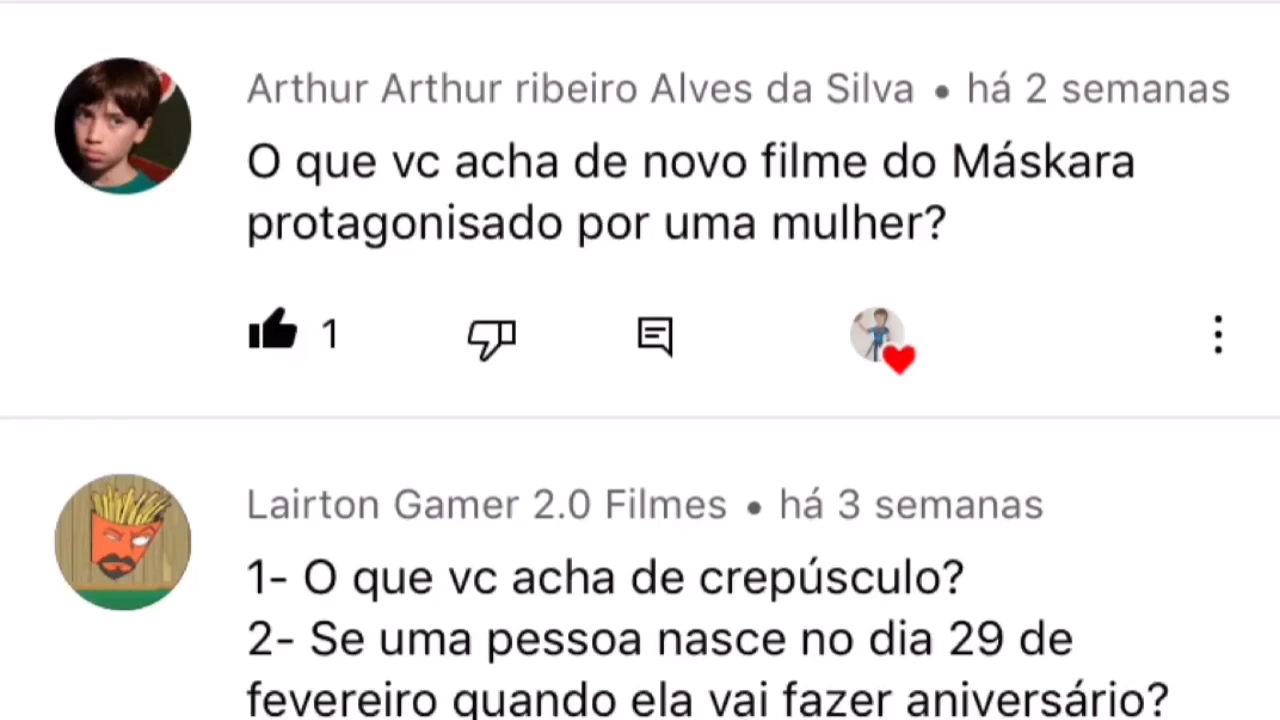 Arthur Arthur ribeiro Alves da Silva • há 2 semanas
O que vc acha de novo filme do Máskara
protagonisado por uma mulher?
1
Lairton Gamer 2.0 Filmes • há 3 semanas
1- O que vc acha de crepúsculo?
2- Se uma pessoa nasce no dia 29 de
fevereiro quando ela vai fazer aniversário?